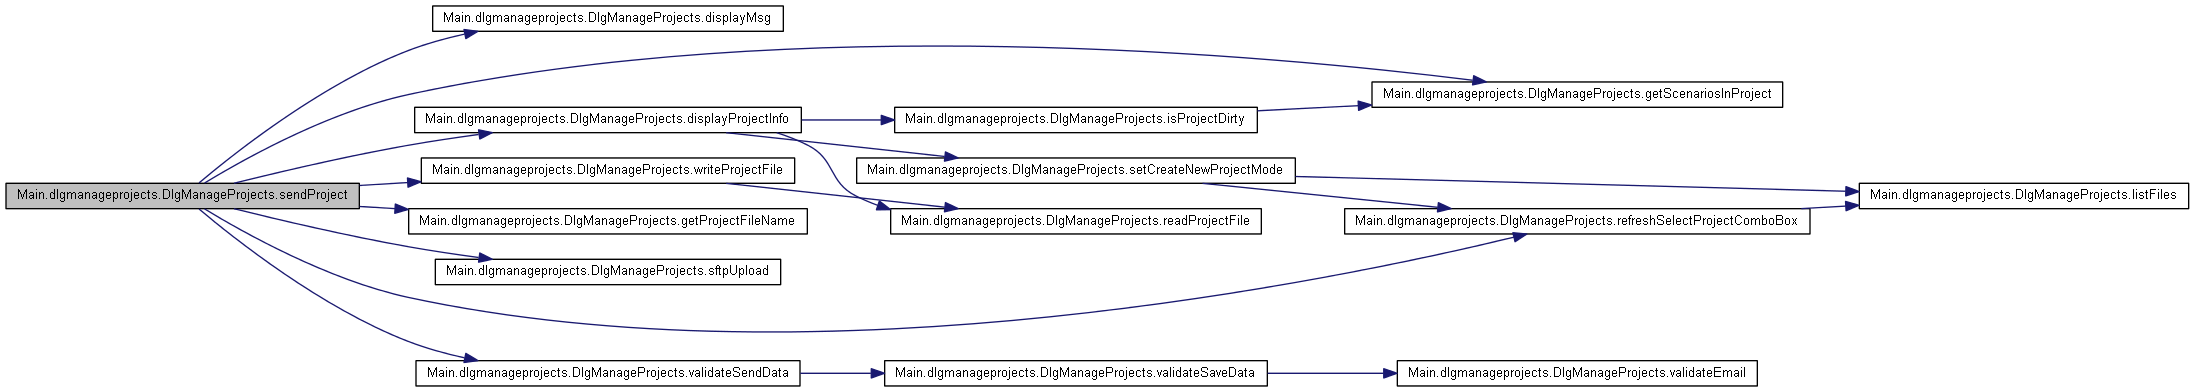 Main.dlgmanageprojects.DlgManageProjects.displayMsg
Main.dlgmanageprojects.DlgManageProjects.getScenariosInProject
Main.dlgmanageprojects.DlgManageProjects.displayProjectInfo
Main.dlgmanageprojects.DlgManageProjects.isProjectDirty
Main.dlgmanageprojects.DlgManageProjects.writeProjectFile
Main.dlgmanageprojects.DlgManageProjects.setCreateNewProjectMode
Main.dlgmanageprojects.DlgManageProjects.sendProject
Main.dlgmanageprojects.DlgManageProjects.listFiles
Main.dlgmanageprojects.DlgManageProjects.getProjectFileName
Main.dlgmanageprojects.DlgManageProjects.readProjectFile
Main.dlgmanageprojects.DlgManageProjects.refreshSelectProjectComboBox
Main.dlgmanageprojects.DlgManageProjects.sftpUpload
Main.dlgmanageprojects.DlgManageProjects.validateSendData
Main.dlgmanageprojects.DlgManageProjects.validateSaveData
Main.dlgmanageprojects.DlgManageProjects.validateEmail